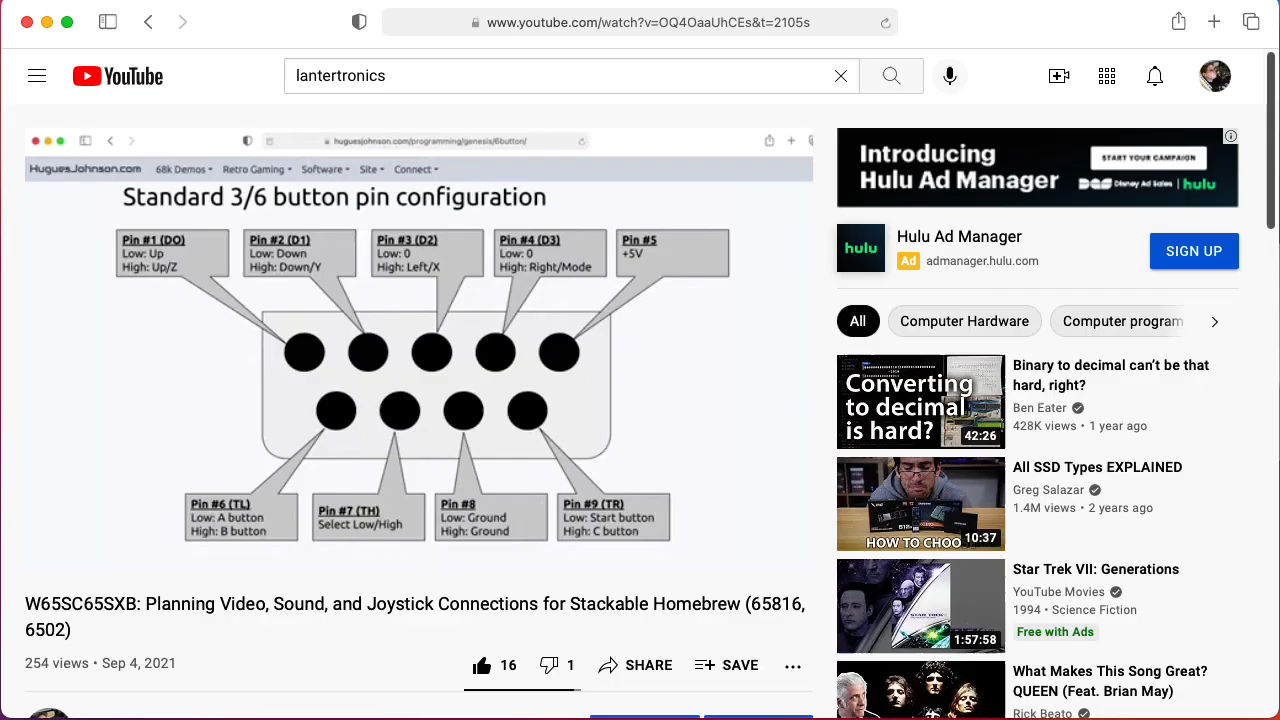 www.youtube.com/watch?v=OQ4OaaUhCEs&t=2105s
YouTube
lantertronics
huguesjohnson.com/programming/genesis/6button/
HuguesJohnson.com 68k Demos Retro Gaming Software Site Connect
Standard 3/6 button pin configuration
Pin #1 (DO)
Low: Up
High: Up/Z
Pin #2 (D1)
Low: Down
High: Down/Y
Pin #3 (D2)
Low: 0
High: Left/X
Pin #4 (D3)
Low: 0
High: Right/Mode
Pin #5
+5V
Pin #6 (TL)
Low: A button
High: B button
Pin #7 (TH)
Select Low/High
Pin #8
Low: Ground
High: Ground
Pin #9 (TR)
Low: Start button
High: C button
W65SC65SXB: Planning Video, Sound, and Joystick Connections for Stackable Homebrew (65816,
6502)
254 views • Sep 4, 2021
16
1
SHARE
SAVE
Introducing
Hulu Ad Manager
START YOUR CAMPAIGN
Disney Ad Sales | hulu
hulu
Hulu Ad Manager
Ad admanager.hulu.com
SIGN UP
All
Computer Hardware
Computer program
Converting
to decimal
is hard?
42:26
Binary to decimal can’t be that
hard, right?
Ben Eater
428K views • 1 year ago
HOW TO CHOO
10:37
All SSD Types EXPLAINED
Greg Salazar
1.4M views • 2 years ago
STAR TREK
1:57:58
Star Trek VII: Generations
YouTube Movies
1994 • Science Fiction
Free with Ads
What Makes This Song Great?
QUEEN (Feat. Brian May)
Rick Beato